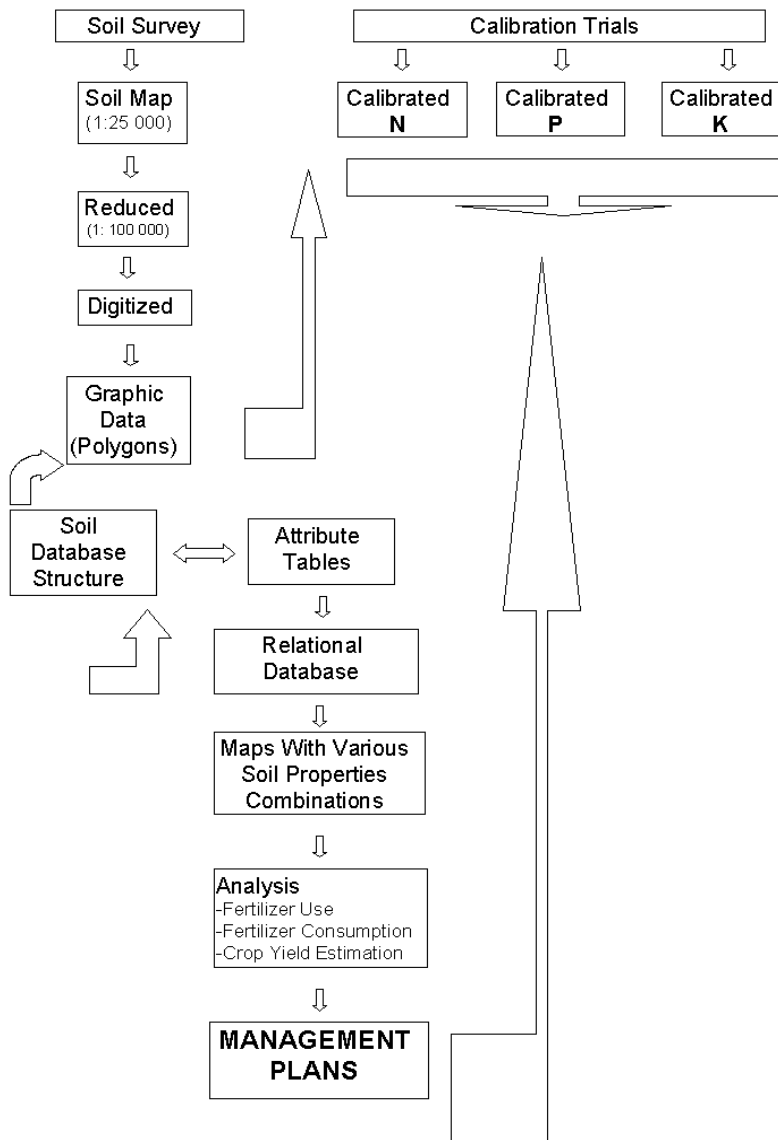 Soil Survey
Soil Map
(1:25 000)
Reduced
(1: 100 000)
Digitized
Graphic
Data
(Polygons)
Soil
Database
Structure
Attribute
Tables
Relational
Database
Maps With Various
Soil Properties
Combinations
Analysis
-Fertilizer Use
-Fertilizer Consumption
-Crop Yield Estimation
MANAGEMENT
PLANS
Calibration Trials
Calibrated
N
Calibrated
P
Calibrated
K